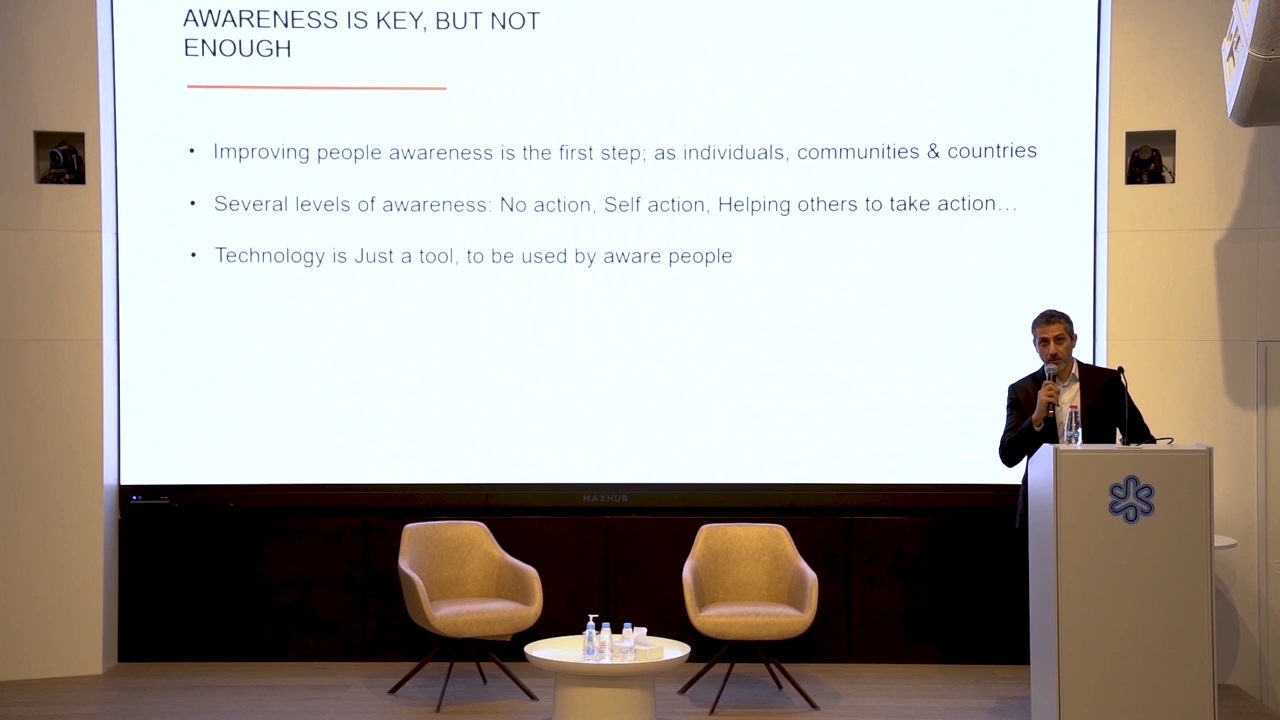 AWARENESS IS KEY, BUT NOT
ENOUGH
• Improving people awareness is the first step; as individuals, communities & countries
• Several levels of awareness: No action, Self action, Helping others to take action…
• Technology is Just a tool, to be used by aware people
MAXHUB